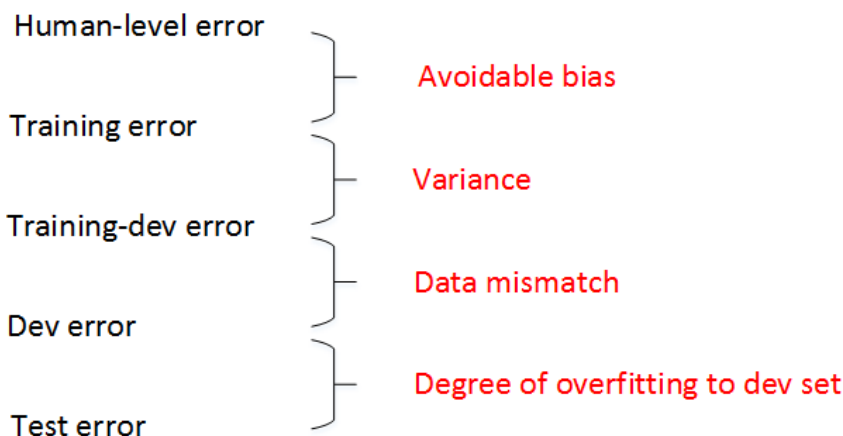 Human-level error
Avoidable bias
Training error
Variance
Training-dev error
Data mismatch
Dev error
Degree of overfitting to dev set
Test error